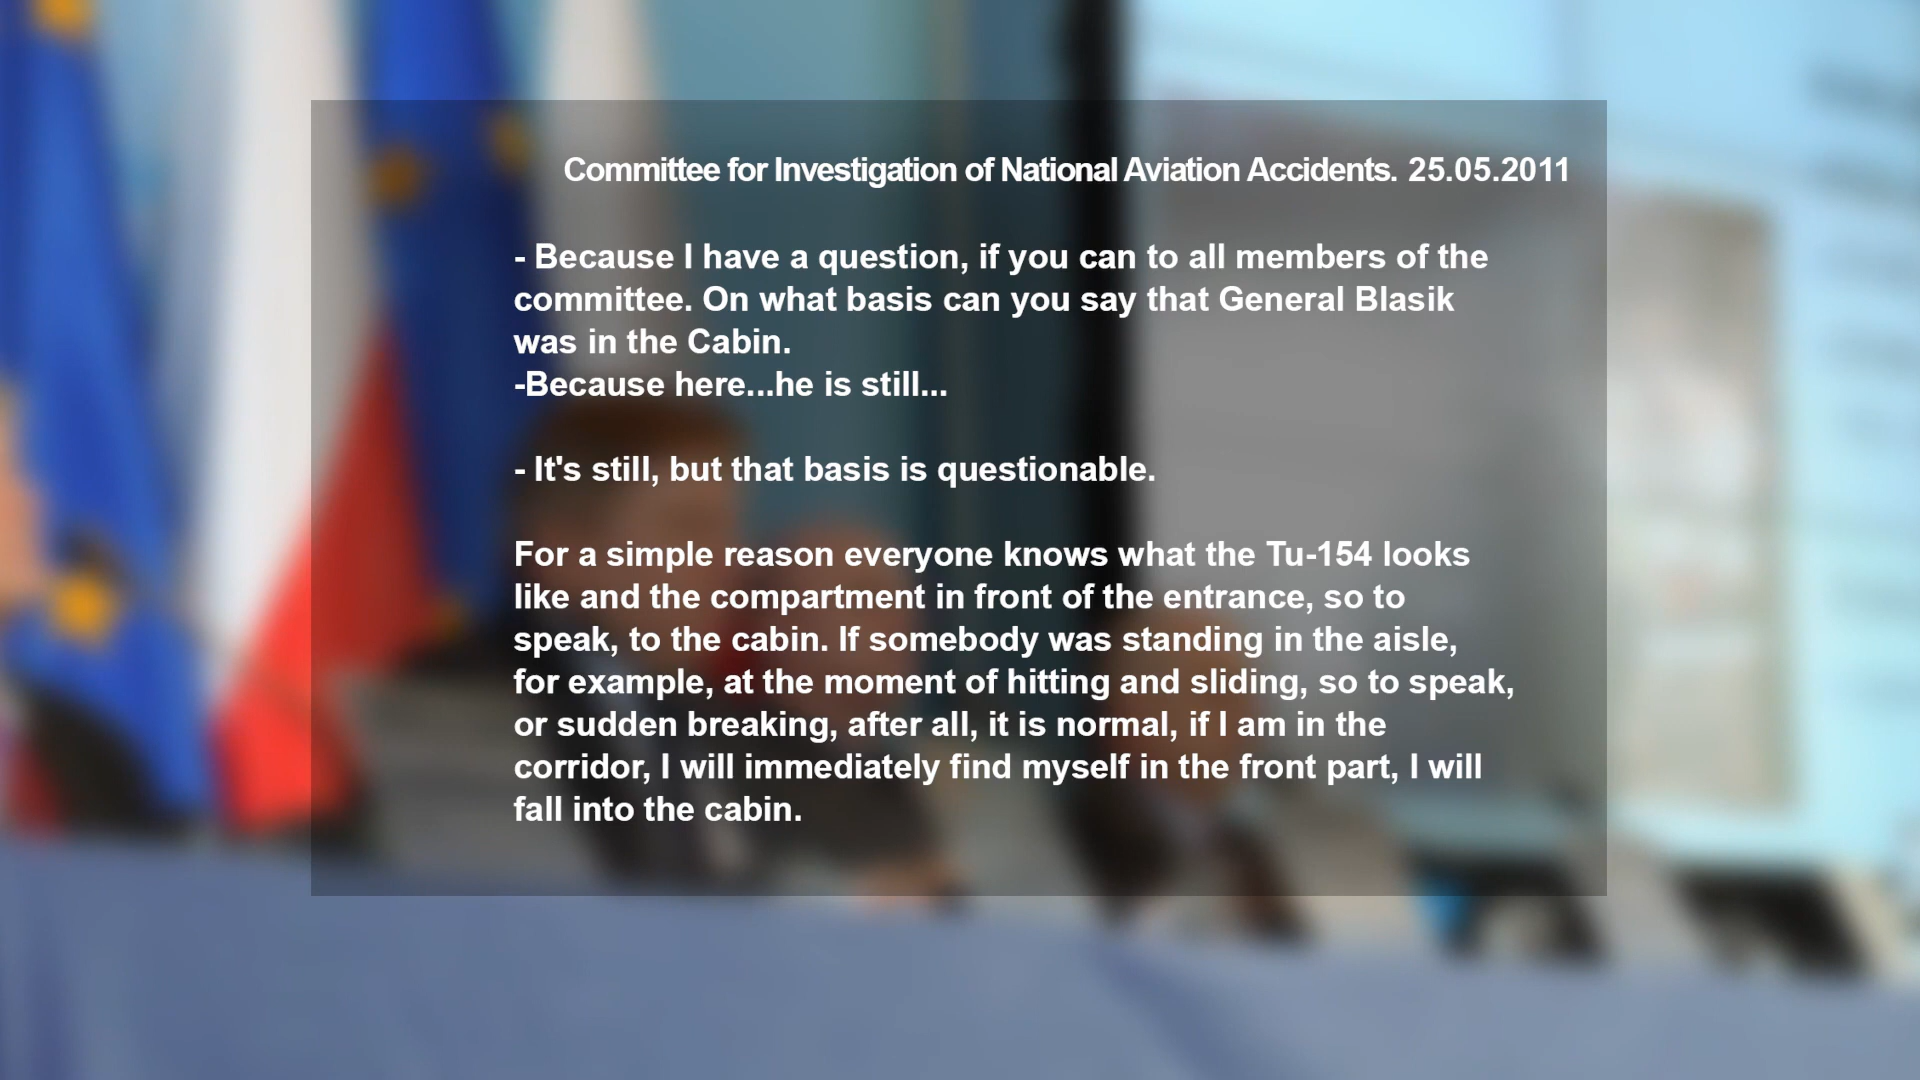 Committee for Investigation of National Aviation Accidents. 25.05.2011
- Because I have a question, if you can to all members of the
committee. On what basis can you say that General Blasik
was in the Cabin.
-Because here...he is still...
- It's still, but that basis is questionable.
For a simple reason everyone knows what the Tu-154 looks
like and the compartment in front of the entrance, so to
speak, to the cabin. If somebody was standing in the aisle,
for example, at the moment of hitting and sliding, so to speak,
or sudden breaking, after all, it is normal, if I am in the
corridor, I will immediately find myself in the front part, I will
fall into the cabin.